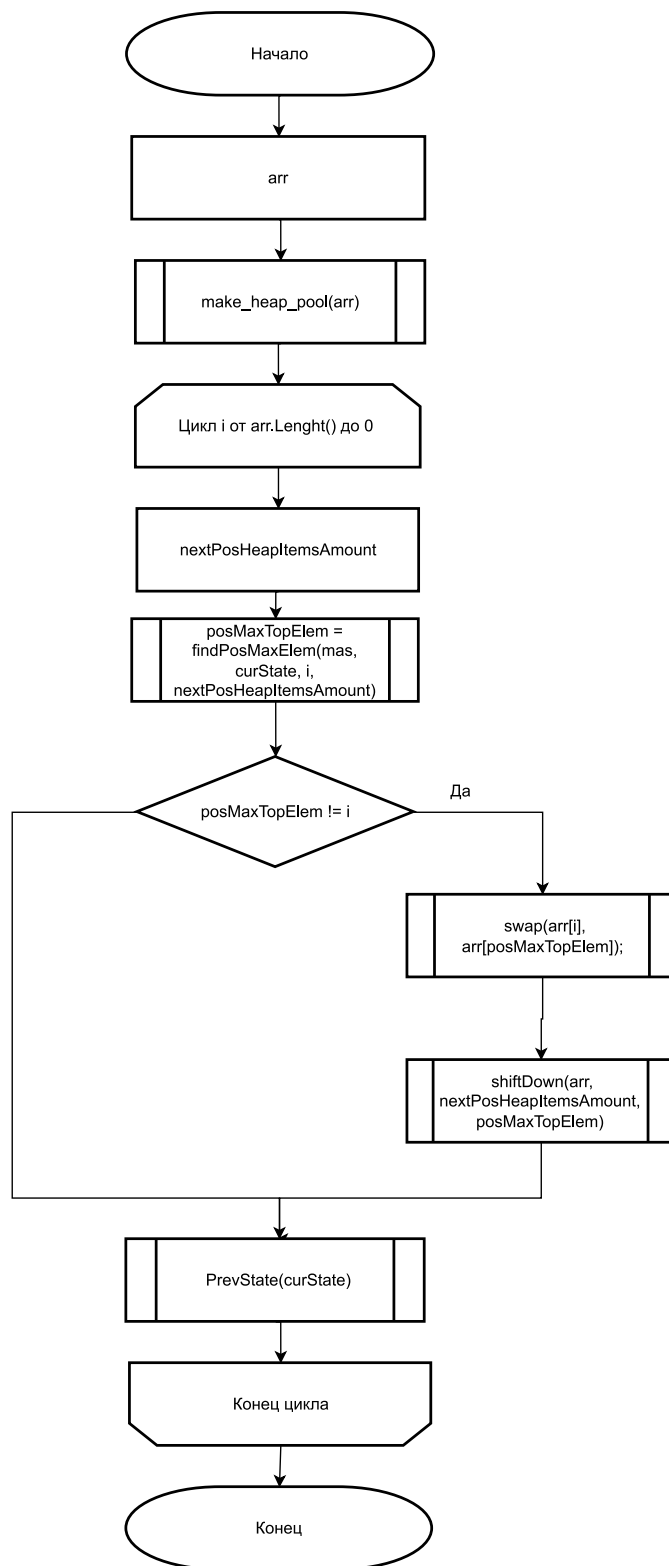 Начало
arr
make_heap_pool(arr)
Цикл i от arr.Lenght() до 0
nextPosHeapItemsAmount
posMaxTopElem =
findPosMaxElem(mas,
curState, i,
nextPosHeapItemsAmount)
posMaxTopElem != i
Да
swap(arr[i],
arr[posMaxTopElem]);
shiftDown(arr,
nextPosHeapItemsAmount,
posMaxTopElem)
PrevState(curState)
Конец цикла
Конец